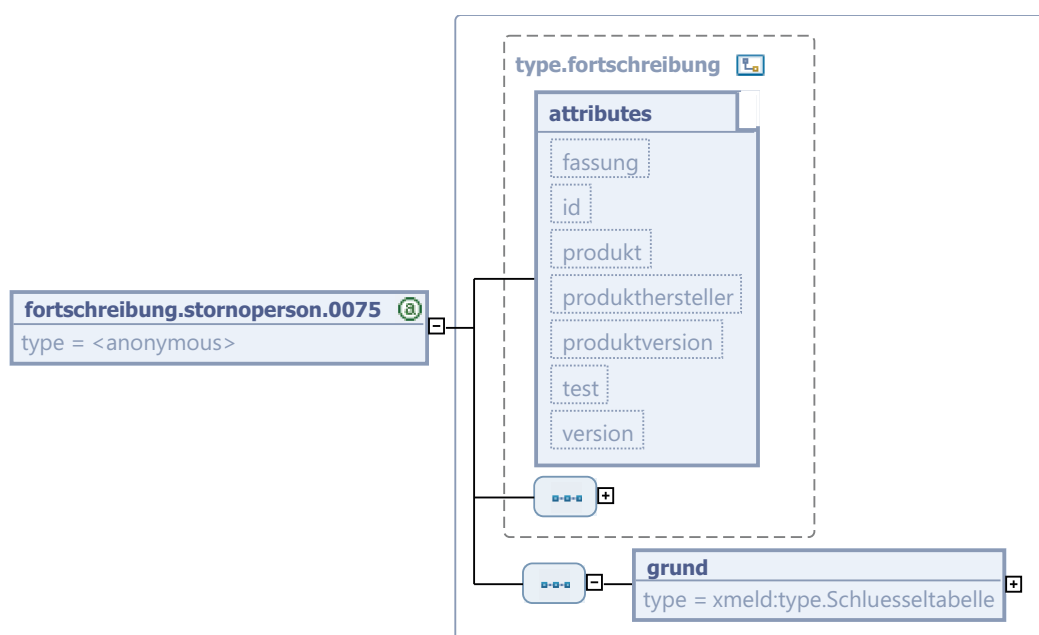 type.fortschreibung
attributes
fassung
id
produkt
produkthersteller
produktversion
test
version
fortschreibung.stornoperson.0075 @
type = <anonymous>
grund
type = xmeld:type.Schluesseltabelle